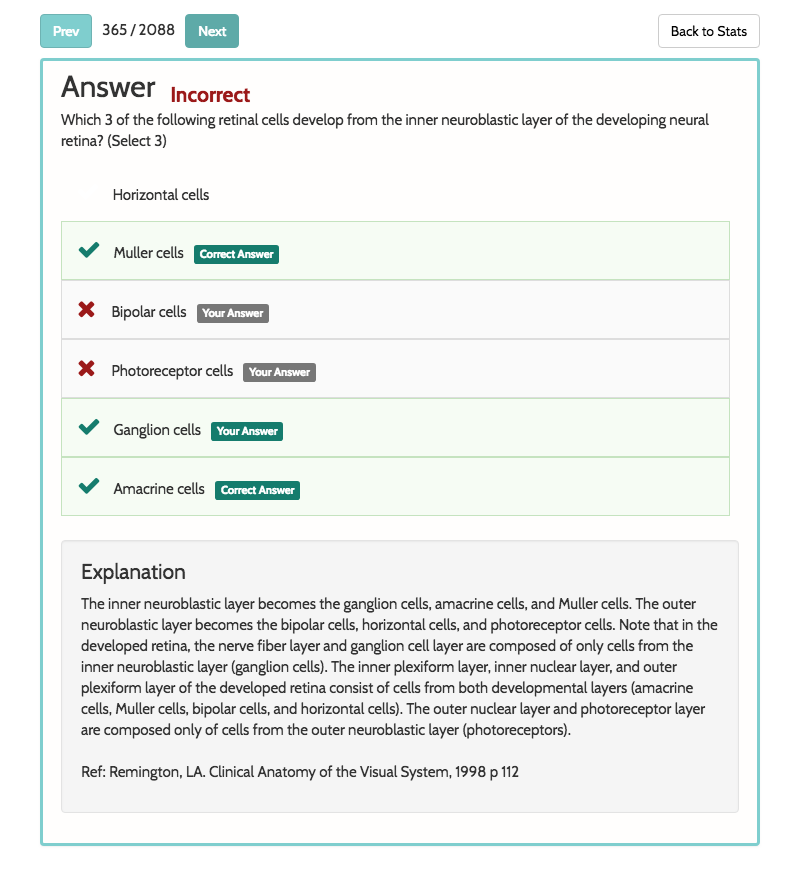 Prev 365 / 2088 Next Back to Stats
Answer Incorrect
Which 3 of the following retinal cells develop from the inner neuroblastic layer of the developing neural
retina? (Select 3)
Horizontal cells
Muller cells Correct Answer
Bipolar cells Your Answer
Photoreceptor cells Your Answer
Ganglion cells Your Answer
Amacrine cells Correct Answer
Explanation
The inner neuroblastic layer becomes the ganglion cells, amacrine cells, and Muller cells. The outer
neuroblastic layer becomes the bipolar cells, horizontal cells, and photoreceptor cells. Note that in the
developed retina, the nerve fiber layer and ganglion cell layer are composed of only cells from the
inner neuroblastic layer (ganglion cells). The inner plexiform layer, inner nuclear layer, and outer
plexiform layer of the developed retina consist of cells from both developmental layers (amacrine
cells, Muller cells, bipolar cells, and horizontal cells). The outer nuclear layer and photoreceptor layer
are composed only of cells from the outer neuroblastic layer (photoreceptors).
Ref: Remington, LA. Clinical Anatomy of the Visual System, 1998 p 112